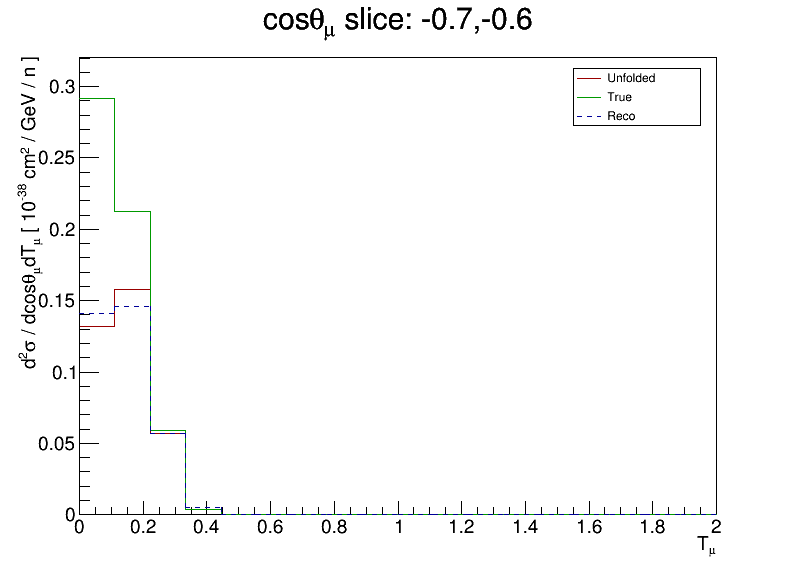 cosθμ slice: -0.7,-0.6
d²σ / dcosθμdTμ [ 10⁻³⁸ cm² / GeV / n ]
0.3
0.25
0.2
0.15
0.1
0.05
0
Unfolded
True
Reco
0 0.2 0.4 0.6 0.8 1 1.2 1.4 1.6 1.8 2
Tμ